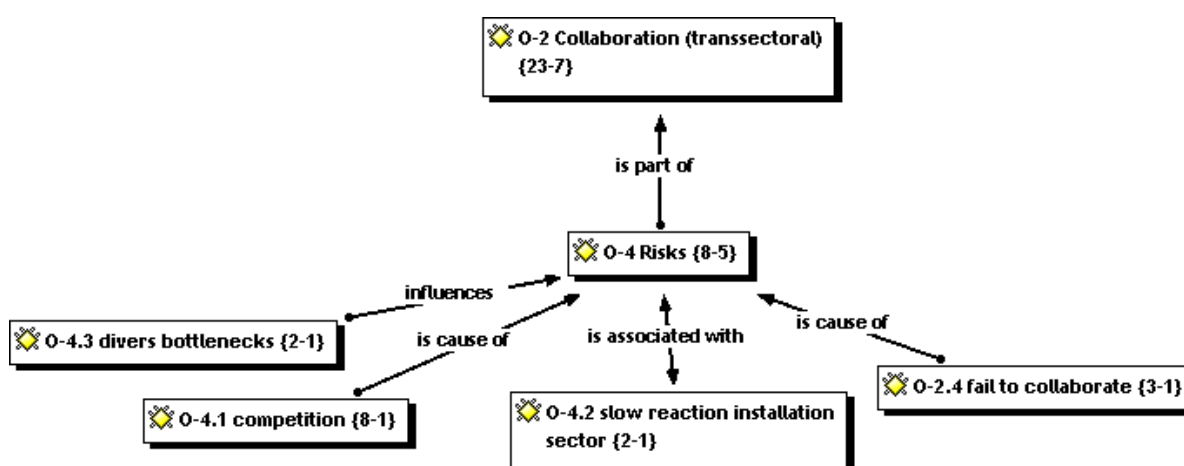 O-2 Collaboration (transsectoral)
{23-7}
is part of
O-4 Risks {8-5}
influences
is cause of
is associated with
is cause of
O-4.3 divers bottlenecks {2-1}
O-4.1 competition {8-1}
O-4.2 slow reaction installation
sector {2-1}
O-2.4 fail to collaborate {3-1}